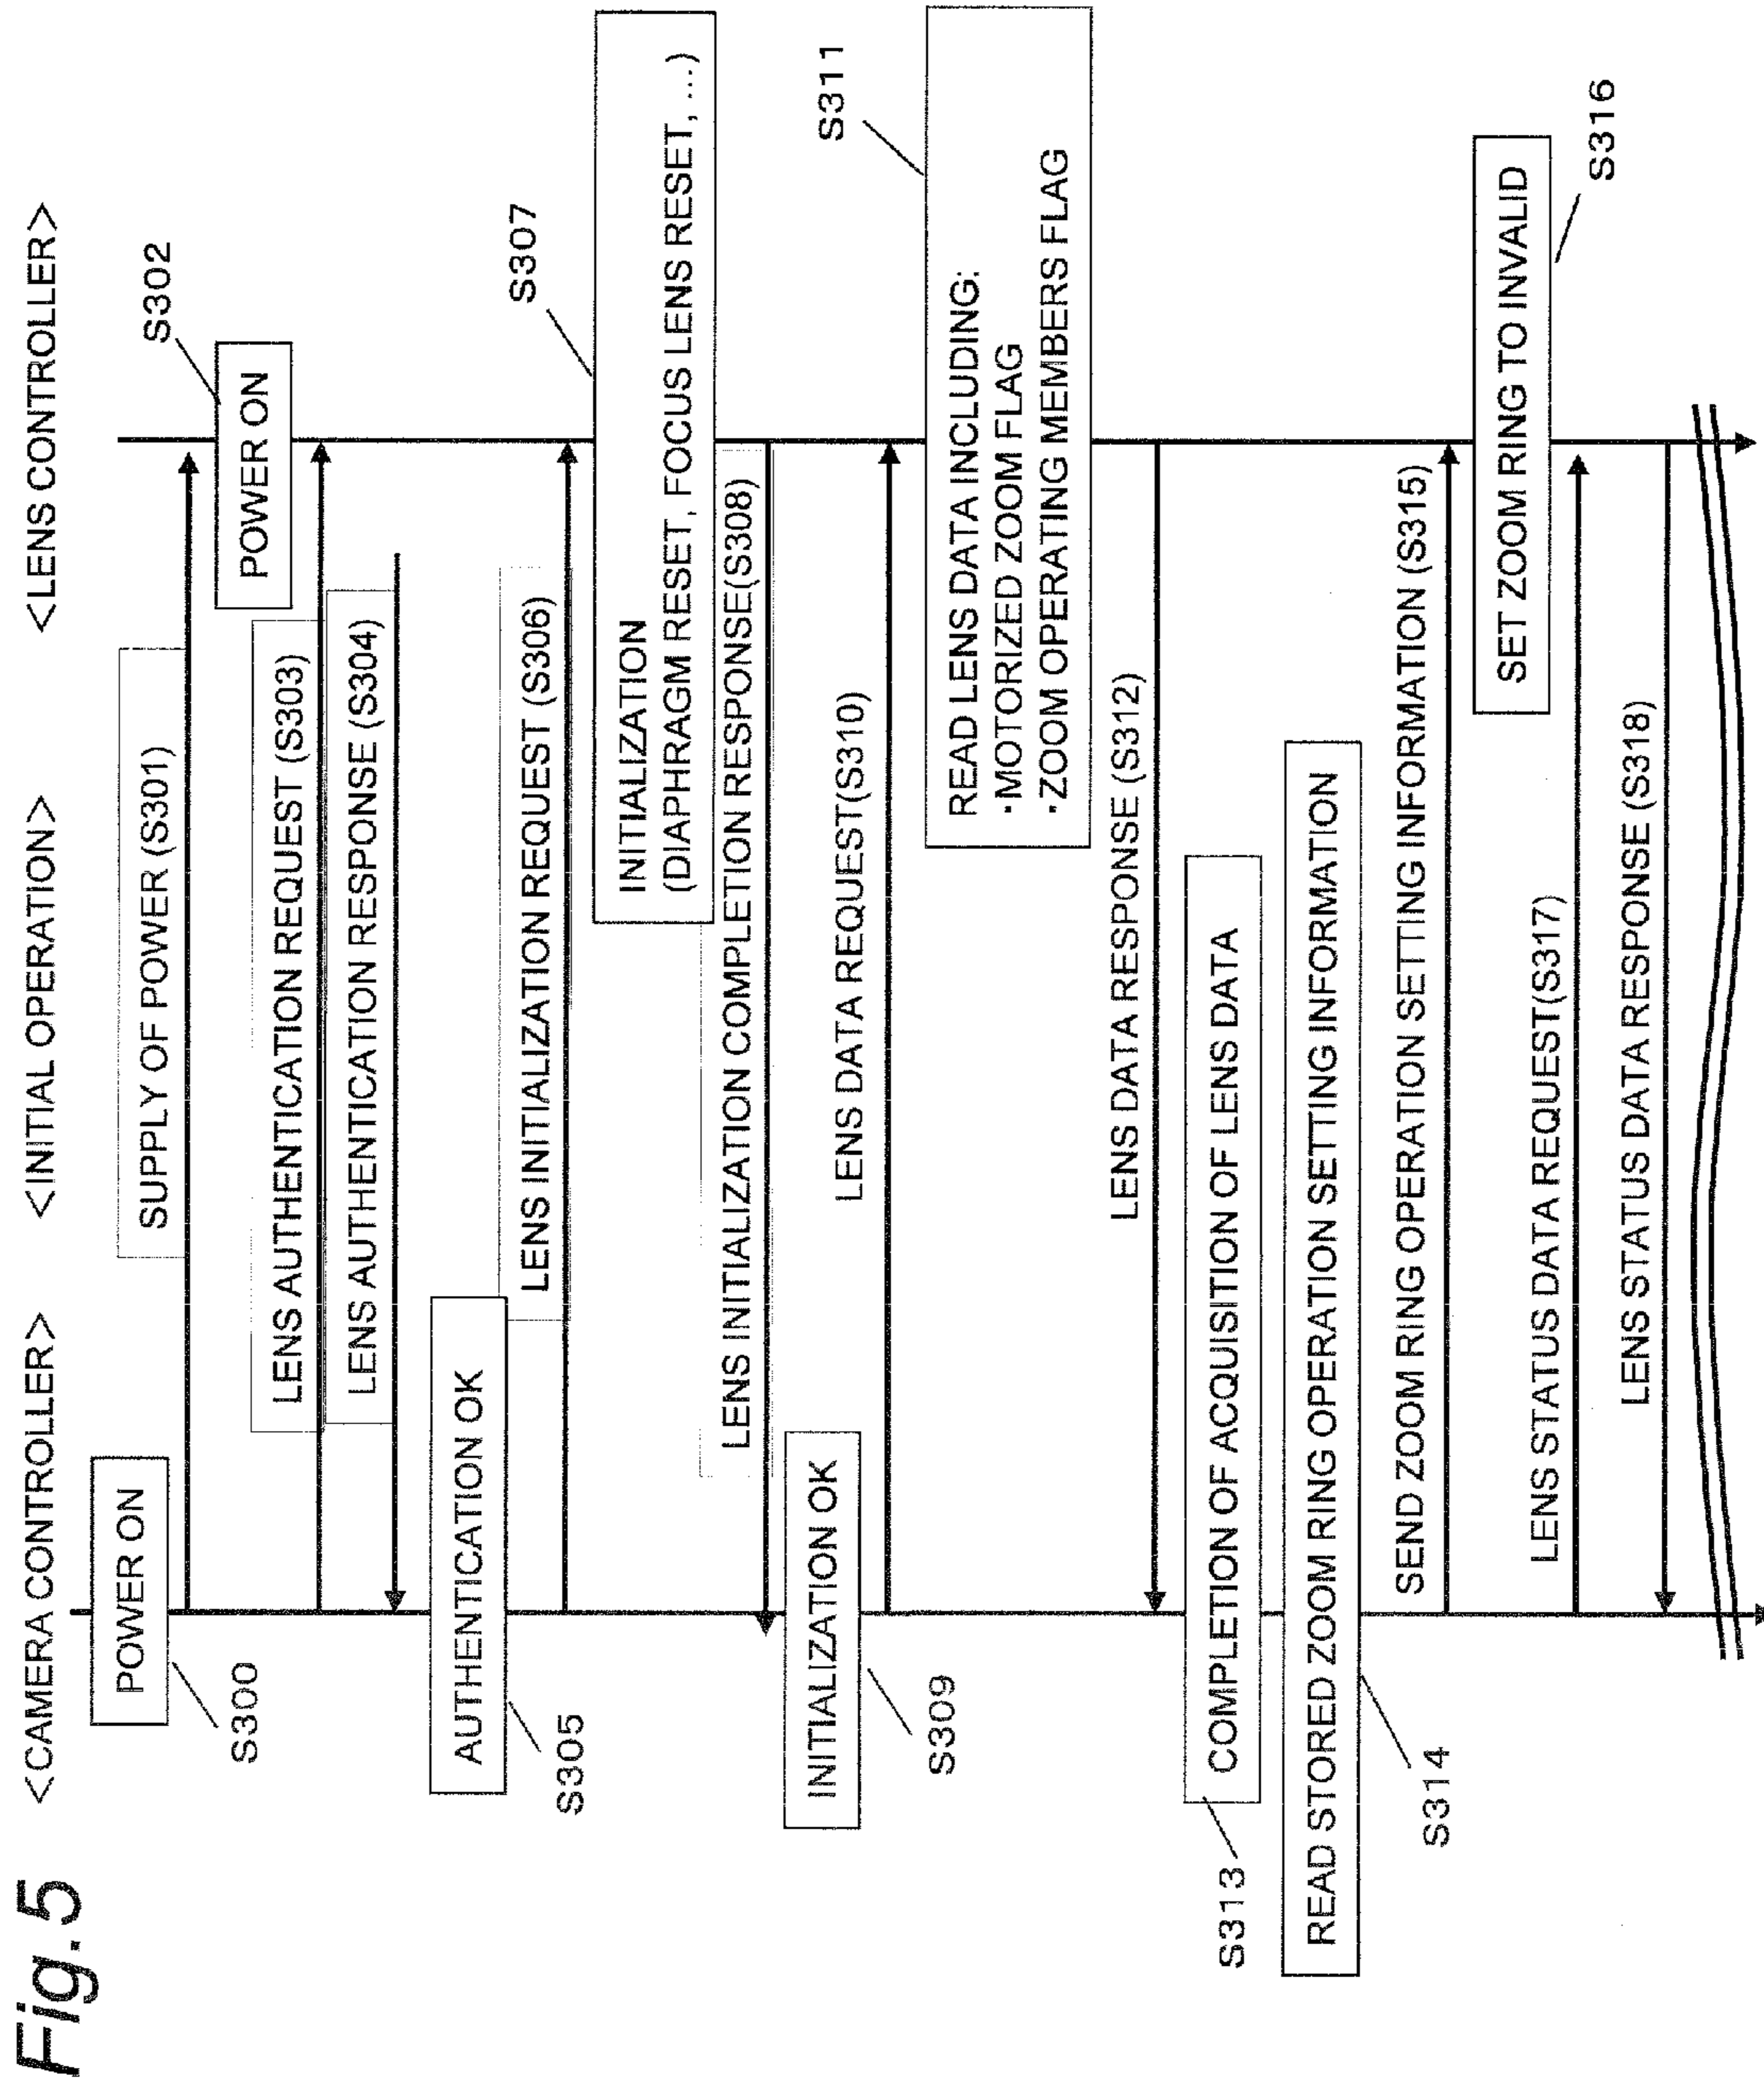 Fig.5
<CAMERA CONTROLLER>
<INITIAL OPERATION>
<LENS CONTROLLER>
POWER ON
S300
SUPPLY OF POWER (S301)
S302
POWER ON
LENS AUTHENTICATION REQUEST (S303)
LENS AUTHENTICATION RESPONSE (S304)
AUTHENTICATION OK
S305
LENS INITIALIZATION REQUEST (S306)
S307
INITIALIZATION
(DIAPHRAGM RESET, FOCUS LENS RESET, ...)
LENS INITIALIZATION COMPLETION RESPONSE(S308)
INITIALIZATION OK
S309
LENS DATA REQUEST(S310)
S311
READ LENS DATA INCLUDING:
·MOTORIZED ZOOM FLAG
·ZOOM OPERATING MEMBERS FLAG
LENS DATA RESPONSE (S312)
S313
COMPLETION OF ACQUISITION OF LENS DATA
READ STORED ZOOM RING OPERATION SETTING INFORMATION
S314
SEND ZOOM RING OPERATION SETTING INFORMATION (S315)
SET ZOOM RING TO INVALID
S316
LENS STATUS DATA REQUEST(S317)
LENS STATUS DATA RESPONSE (S318)